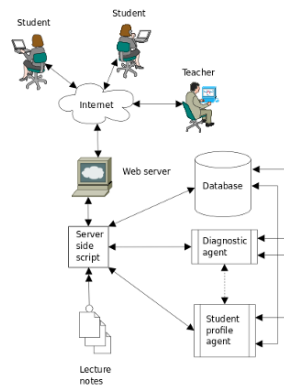 Student
Student
Teacher
Internet
Web server
Database
Server
side
script
Diagnostic
agent
Student
profile
agent
Lecture
notes